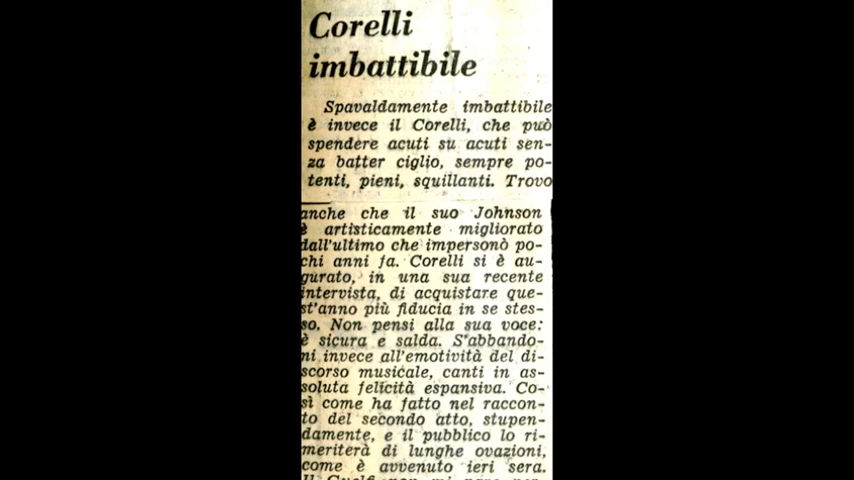 Corelli
imbattibile
Spavaldamente imbattibile
è invece il Corelli, che può
spendere acuti su acuti sen-
za batter ciglio, sempre po-
tenti, pieni, squillanti. Trovo
anche che il suo Johnson
è artisticamente migliorato
dall'ultimo che impersonò po-
chi anni fa. Corelli si è au-
gurato, in una sua recente
intervista, di acquistare que-
st'anno più fiducia in se stes-
so. Non pensi alla sua voce:
è sicura e salda. S'abbando-
ni invece all'emotività del di-
scorso musicale, canti in as-
soluta felicità espansiva. Co-
sì come ha fatto nel raccon-
to del secondo atto, stupen-
damente, e il pubblico lo ri-
meriterà di lunghe ovazioni,
come è avvenuto ieri sera.
Il Guelfi non mi pare